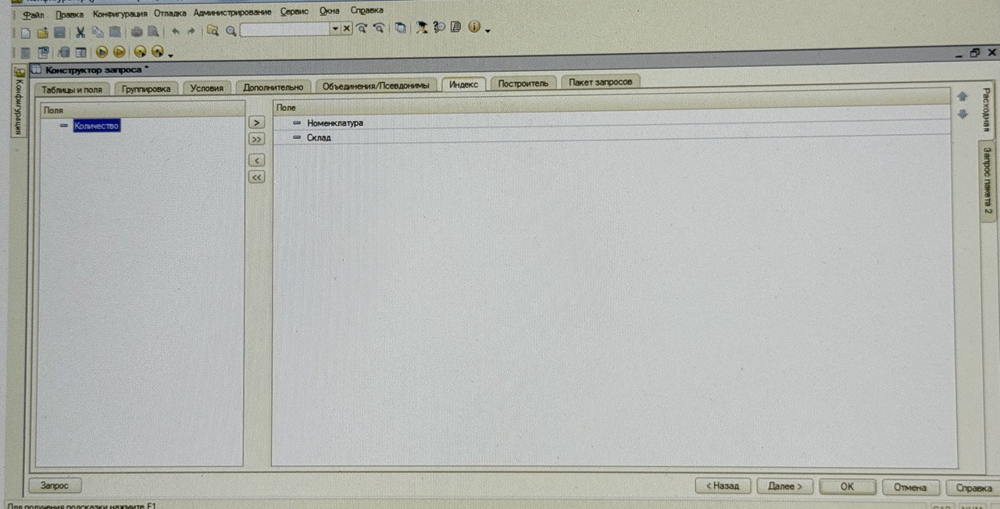 Файл Правка Конфигурация Отладка Администрирование Сервис Окна Справка
Конструктор запроса *
Таблицы и поля Группировка Условия Дополнительно Объединения/Псевдонимы Индекс Построитель Пакет запросов
Поля
Количество
>
>>
<
<<
Поле
Номенклатура
Склад
Конфигурация
Расходная
Запрос пакета 2
Запрос
< Назад Далее > OK Отмена Справка
Для получения подсказки нажмите F1
CAP NUM